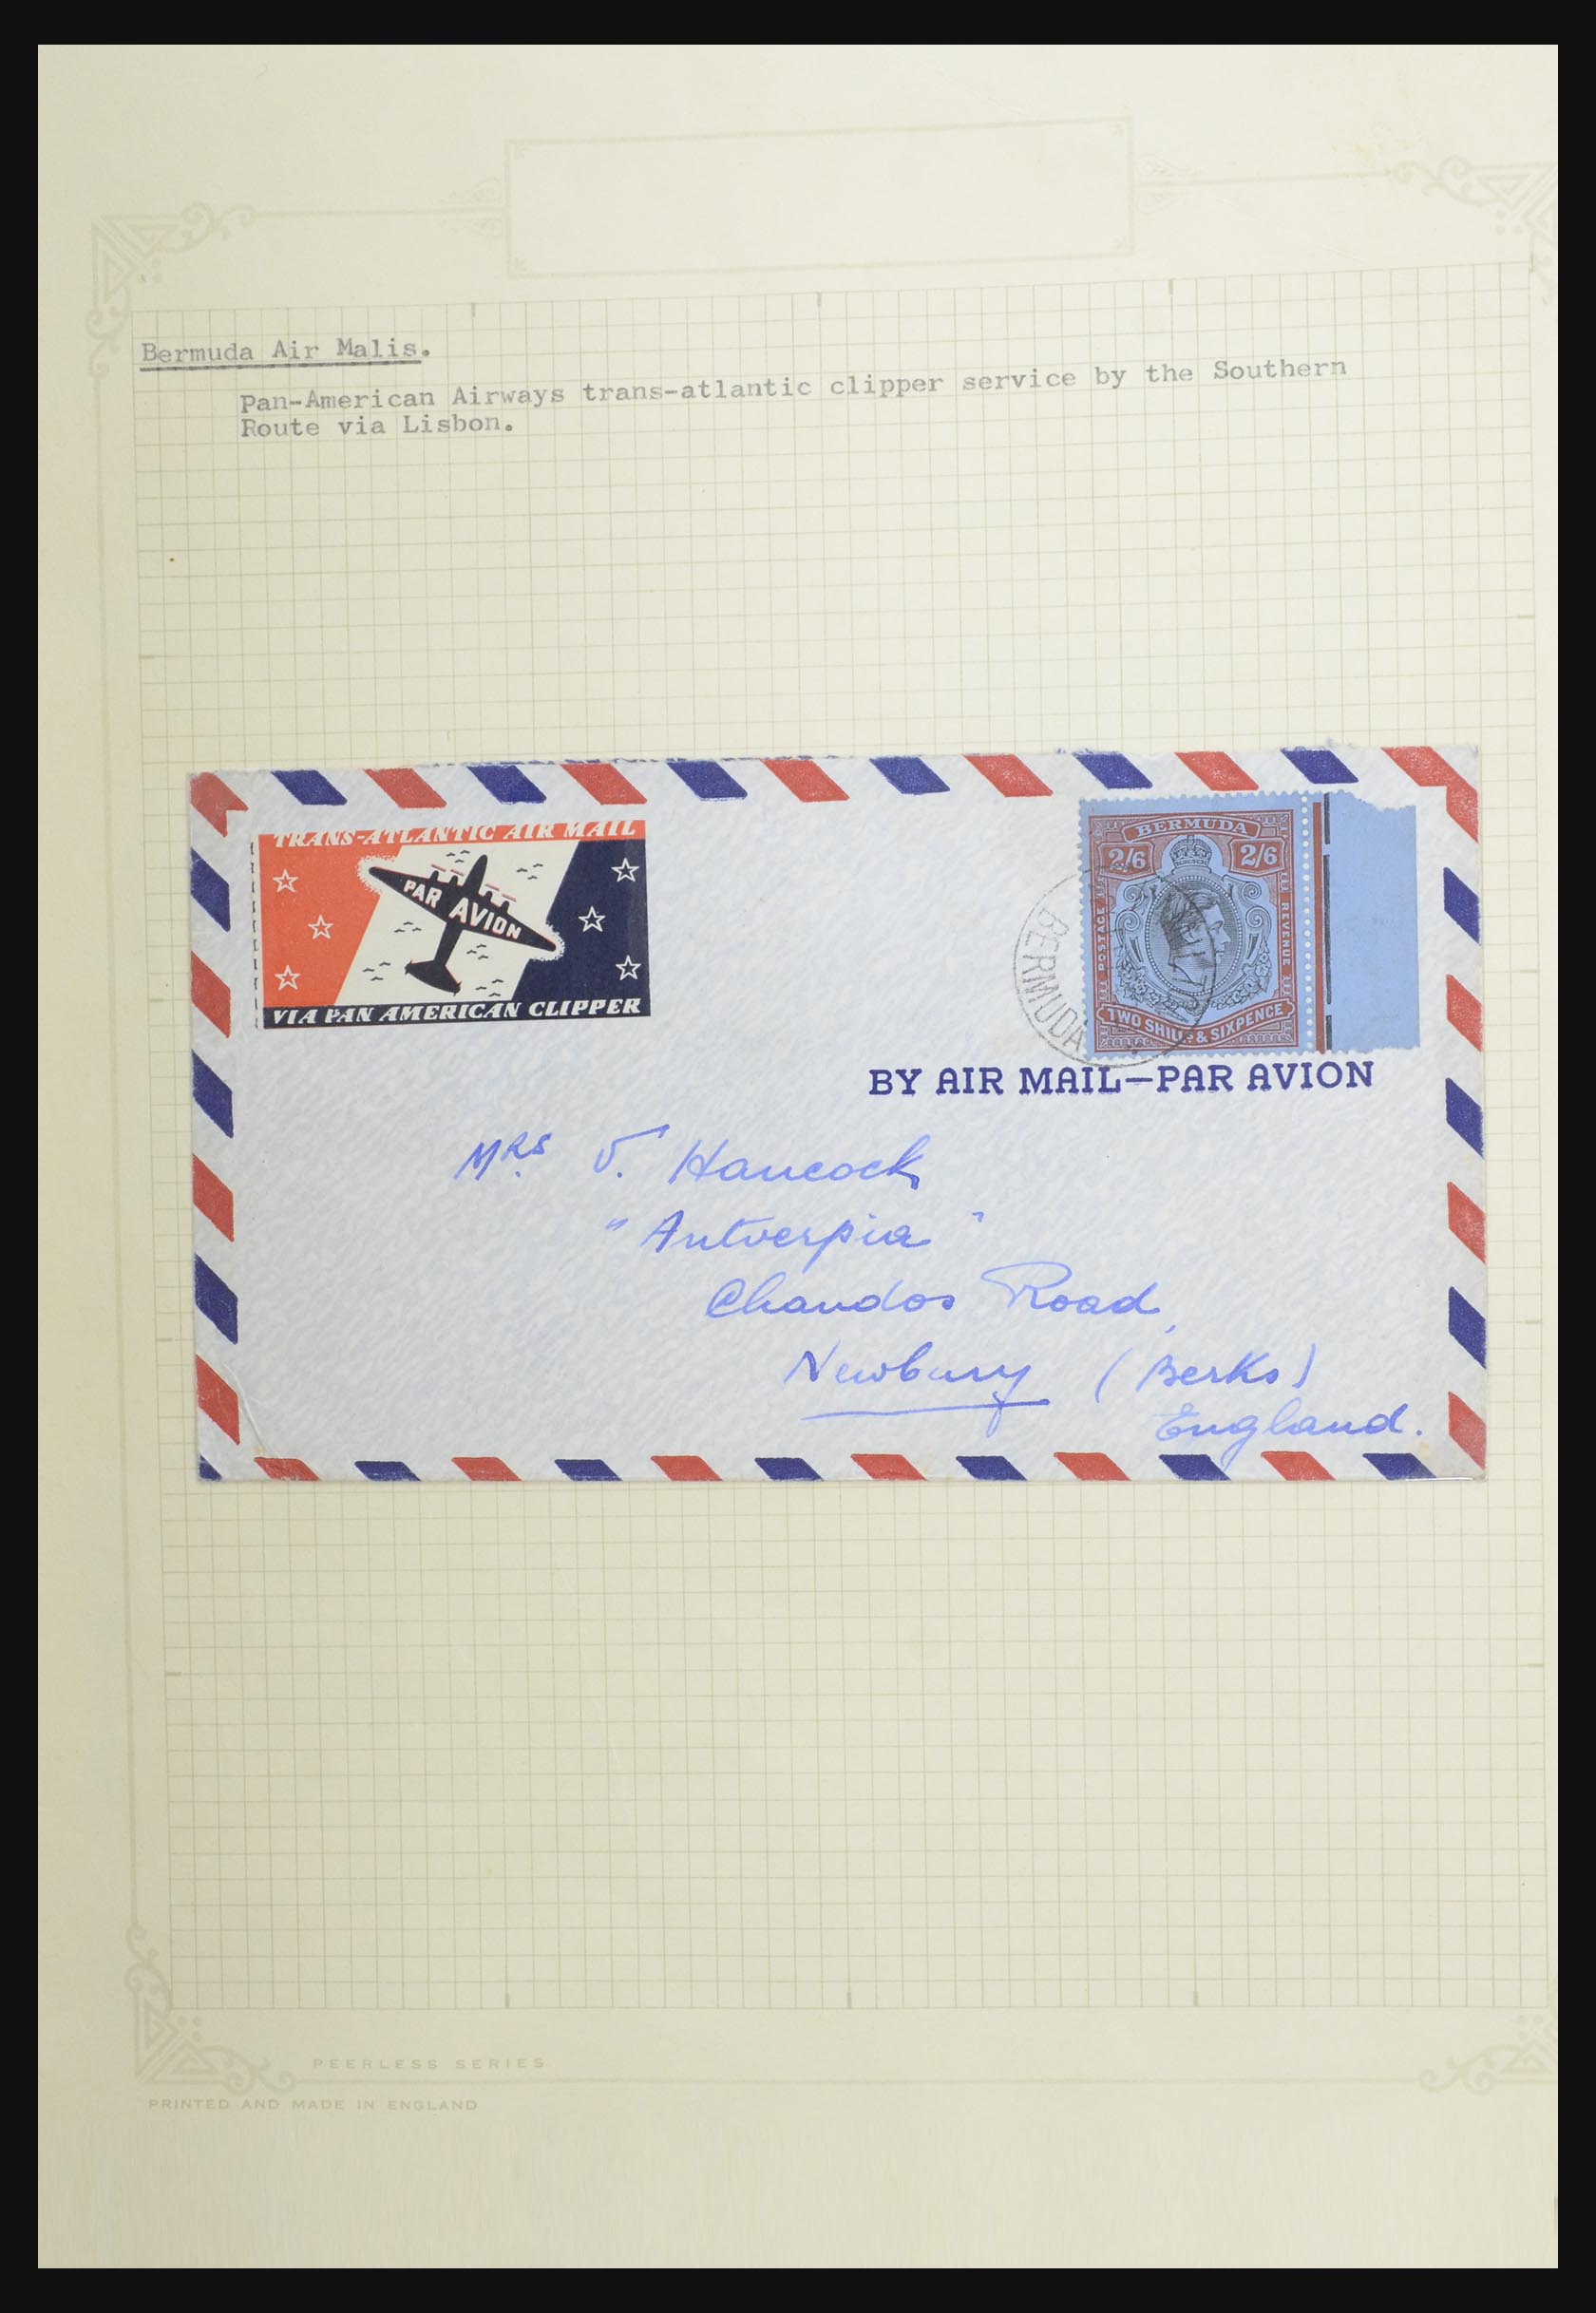 Bermuda Air Malis.
Pan-American Airways trans-atlantic clipper service by the Southern
Route via Lisbon.
TRANS-ATLANTIC AIR MAIL
PAR AVION
VIA PAN AMERICAN CLIPPER
BERMUDA
2/6 2/6
POSTAGE
REVENUE
TWO SHILLS & SIXPENCE
BERMUDA
BY AIR MAIL—PAR AVION
Mrs V. Hancock
"Antverpia"
Chandos Road,
Newbury (Berks)
England.
PEERLESS SERIES
PRINTED AND MADE IN ENGLAND